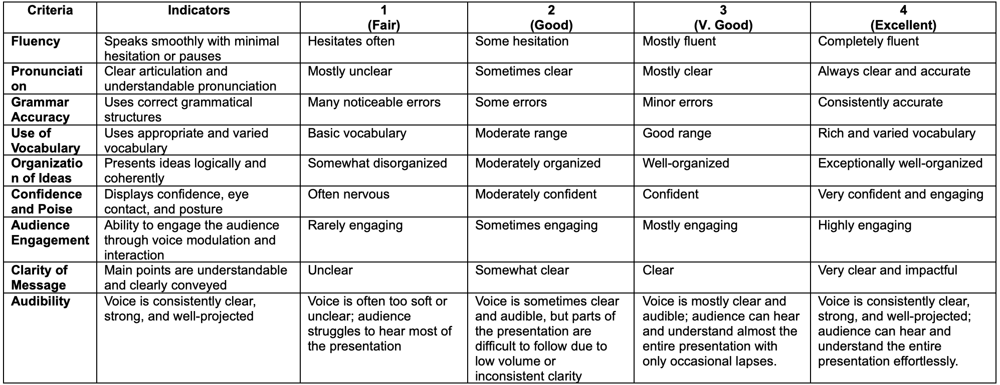 Criteria
Indicators
1
(Fair)
2
(Good)
3
(V. Good)
4
(Excellent)
Fluency
Speaks smoothly with minimal
hesitation or pauses
Hesitates often
Some hesitation
Mostly fluent
Completely fluent
Pronunciati
on
Clear articulation and
understandable pronunciation
Mostly unclear
Sometimes clear
Mostly clear
Always clear and accurate
Grammar
Accuracy
Uses correct grammatical
structures
Many noticeable errors
Some errors
Minor errors
Consistently accurate
Use of
Vocabulary
Uses appropriate and varied
vocabulary
Basic vocabulary
Moderate range
Good range
Rich and varied vocabulary
Organizatio
n of Ideas
Presents ideas logically and
coherently
Somewhat disorganized
Moderately organized
Well-organized
Exceptionally well-organized
Confidence
and Poise
Displays confidence, eye
contact, and posture
Often nervous
Moderately confident
Confident
Very confident and engaging
Audience
Engagement
Ability to engage the audience
through voice modulation and
interaction
Rarely engaging
Sometimes engaging
Mostly engaging
Highly engaging
Clarity of
Message
Main points are understandable
and clearly conveyed
Unclear
Somewhat clear
Clear
Very clear and impactful
Audibility
Voice is consistently clear,
strong, and well-projected
Voice is often too soft or
unclear; audience
struggles to hear most of
the presentation
Voice is sometimes clear
and audible, but parts of
the presentation are
difficult to follow due to
low volume or
inconsistent clarity
Voice is mostly clear and
audible; audience can hear
and understand almost the
entire presentation with
only occasional lapses.
Voice is consistently clear,
strong, and well-projected;
audience can hear and
understand the entire
presentation effortlessly.